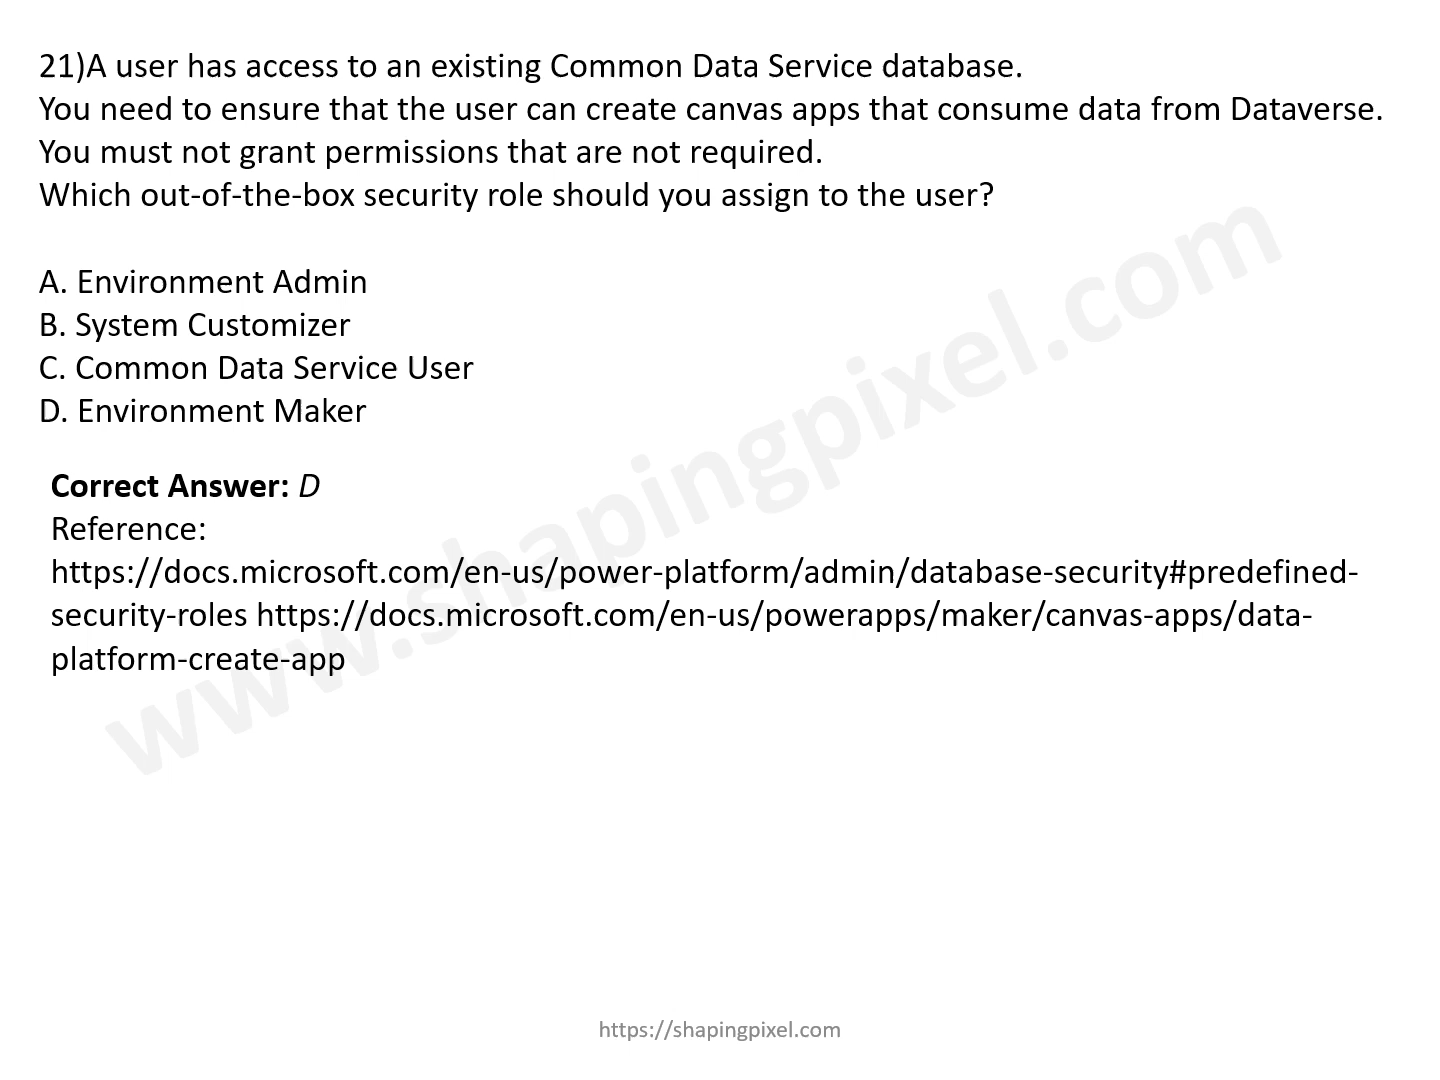 21)A user has access to an existing Common Data Service database.
You need to ensure that the user can create canvas apps that consume data from Dataverse.
You must not grant permissions that are not required.
Which out-of-the-box security role should you assign to the user?
A. Environment Admin
B. System Customizer
C. Common Data Service User
D. Environment Maker
Correct Answer: D
Reference:
https://docs.microsoft.com/en-us/power-platform/admin/database-security#predefined-
security-roles https://docs.microsoft.com/en-us/powerapps/maker/canvas-apps/data-
platform-create-app
www.shapingpixel.com
https://shapingpixel.com